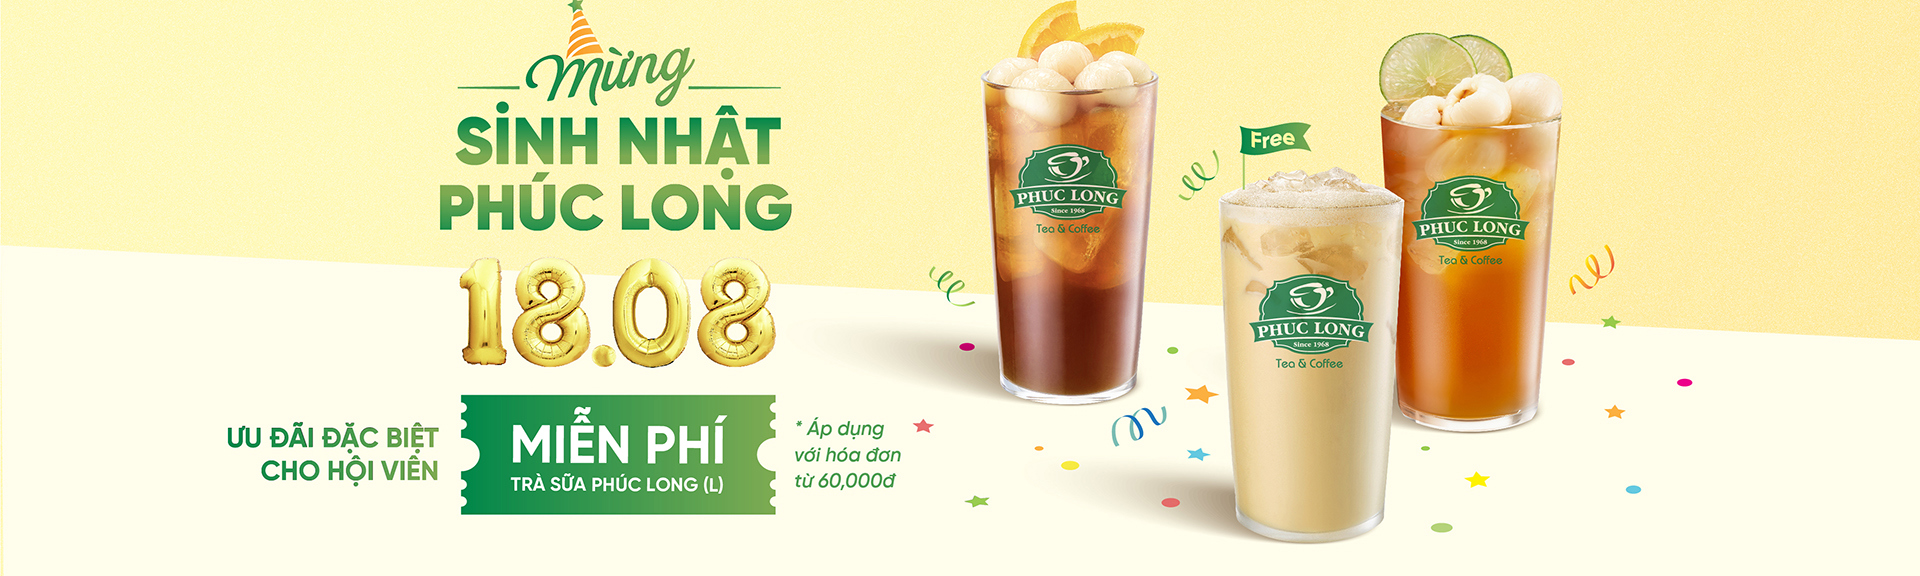 Mừng
SINH NHẬT
PHÚC LONG
18.08
ƯU ĐÃI ĐẶC BIỆT
CHO HỘI VIÊN
MIỄN PHÍ
TRÀ SỮA PHÚC LONG (L)
* Áp dụng
với hóa đơn
từ 60,000đ
PHUC LONG
Since 1968
Tea & Coffee
Free
PHUC LONG
Since 1968
Tea & Coffee
PHUC LONG
Since 1968
Tea & Coffee